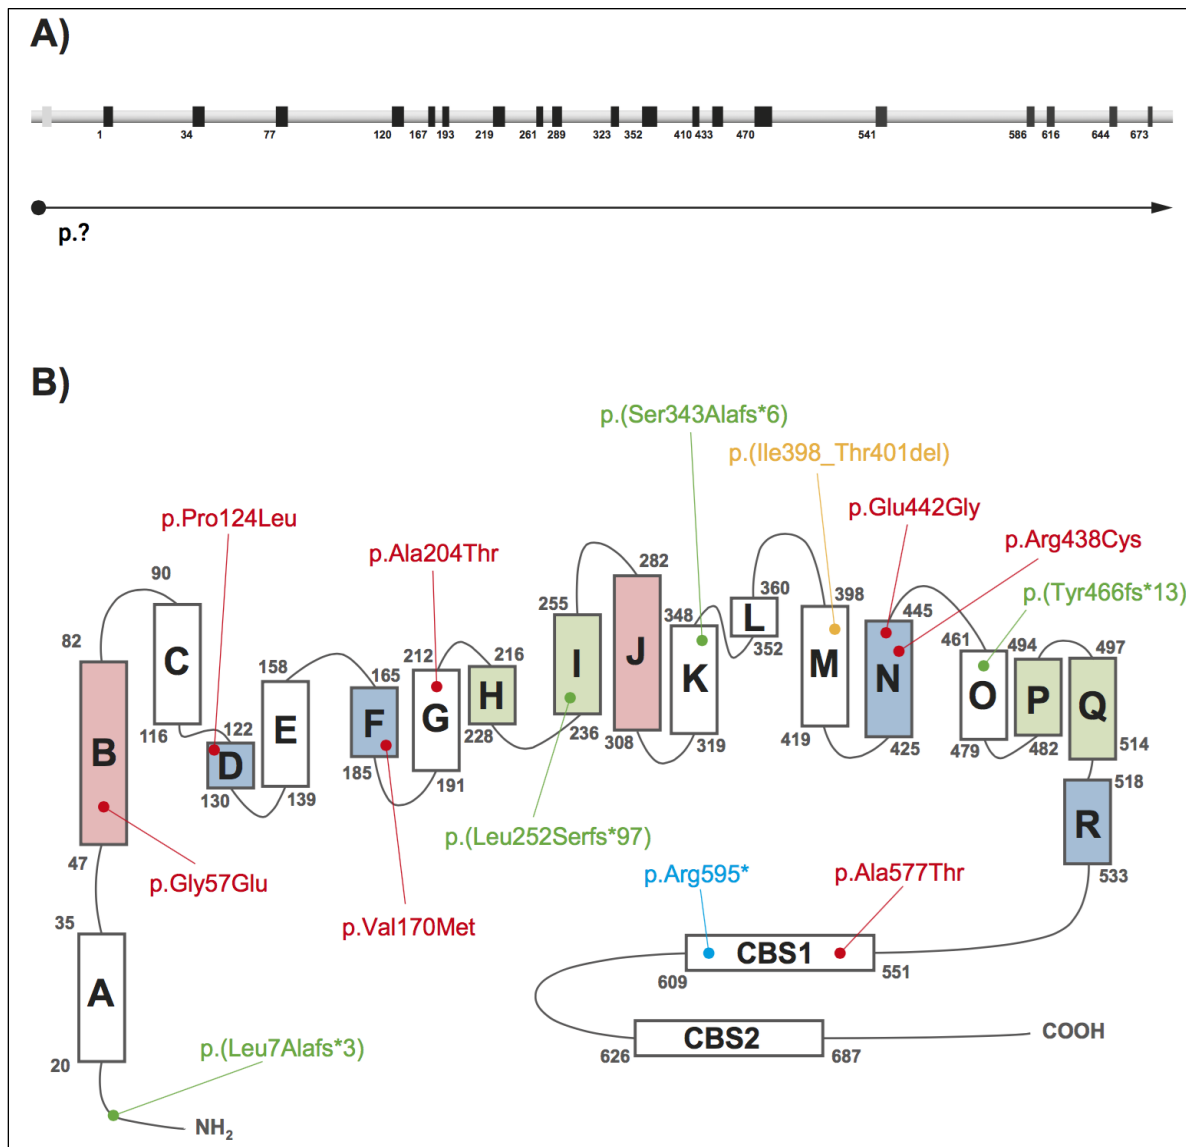 A)
1 34 77 120 167 193 219 261 289 323 352 410 433 470 541 586 616 644 673
p.?
B)
p.(Ser343Alafs*6)
p.(Ile398_Thr401del)
p.Glu442Gly
p.Pro124Leu
p.Arg438Cys
p.Ala204Thr
p.(Tyr466fs*13)
90 282 360 398 445
255 348 461 494 497
82 158 212 216 352
C L
I J K M N
165 O P Q
B E F G H
116 122 228 236 308 319 419 425 479 482 514
D 185 191 518
130 139 R
p.(Leu252Serfs*97)
47 533
p.Gly57Glu p.Arg595* p.Ala577Thr
35 p.Val170Met
CBS1
609 551
A
CBS2 COOH
20 p.(Leu7Alafs*3) 626 687
NH2